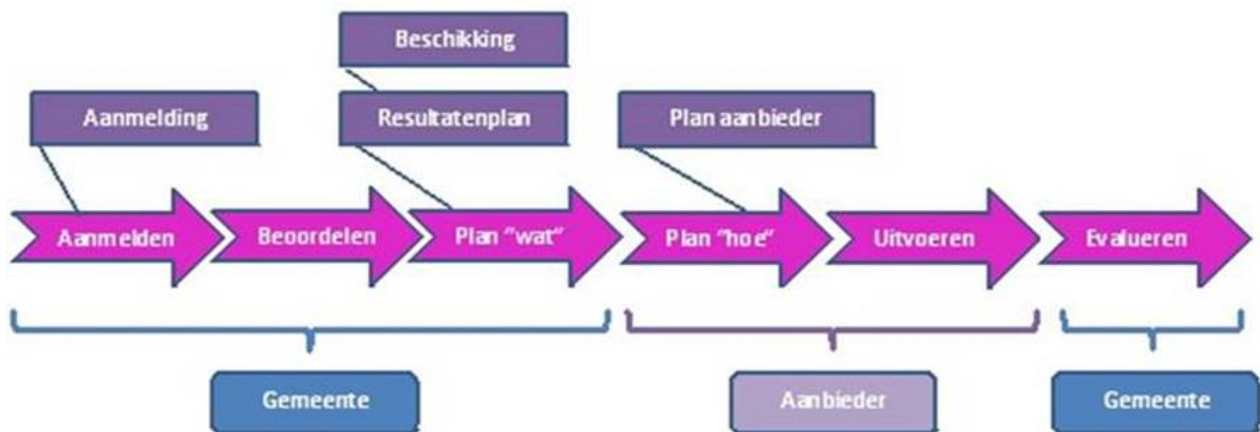 Beschikking
Aanmelding
Resultatenplan
Plan aanbieder
Aanmelden
Beoordelen
Plan "wat"
Plan "hoe"
Uitvoeren
Evalueren
Gemeente
Aanbieder
Gemeente